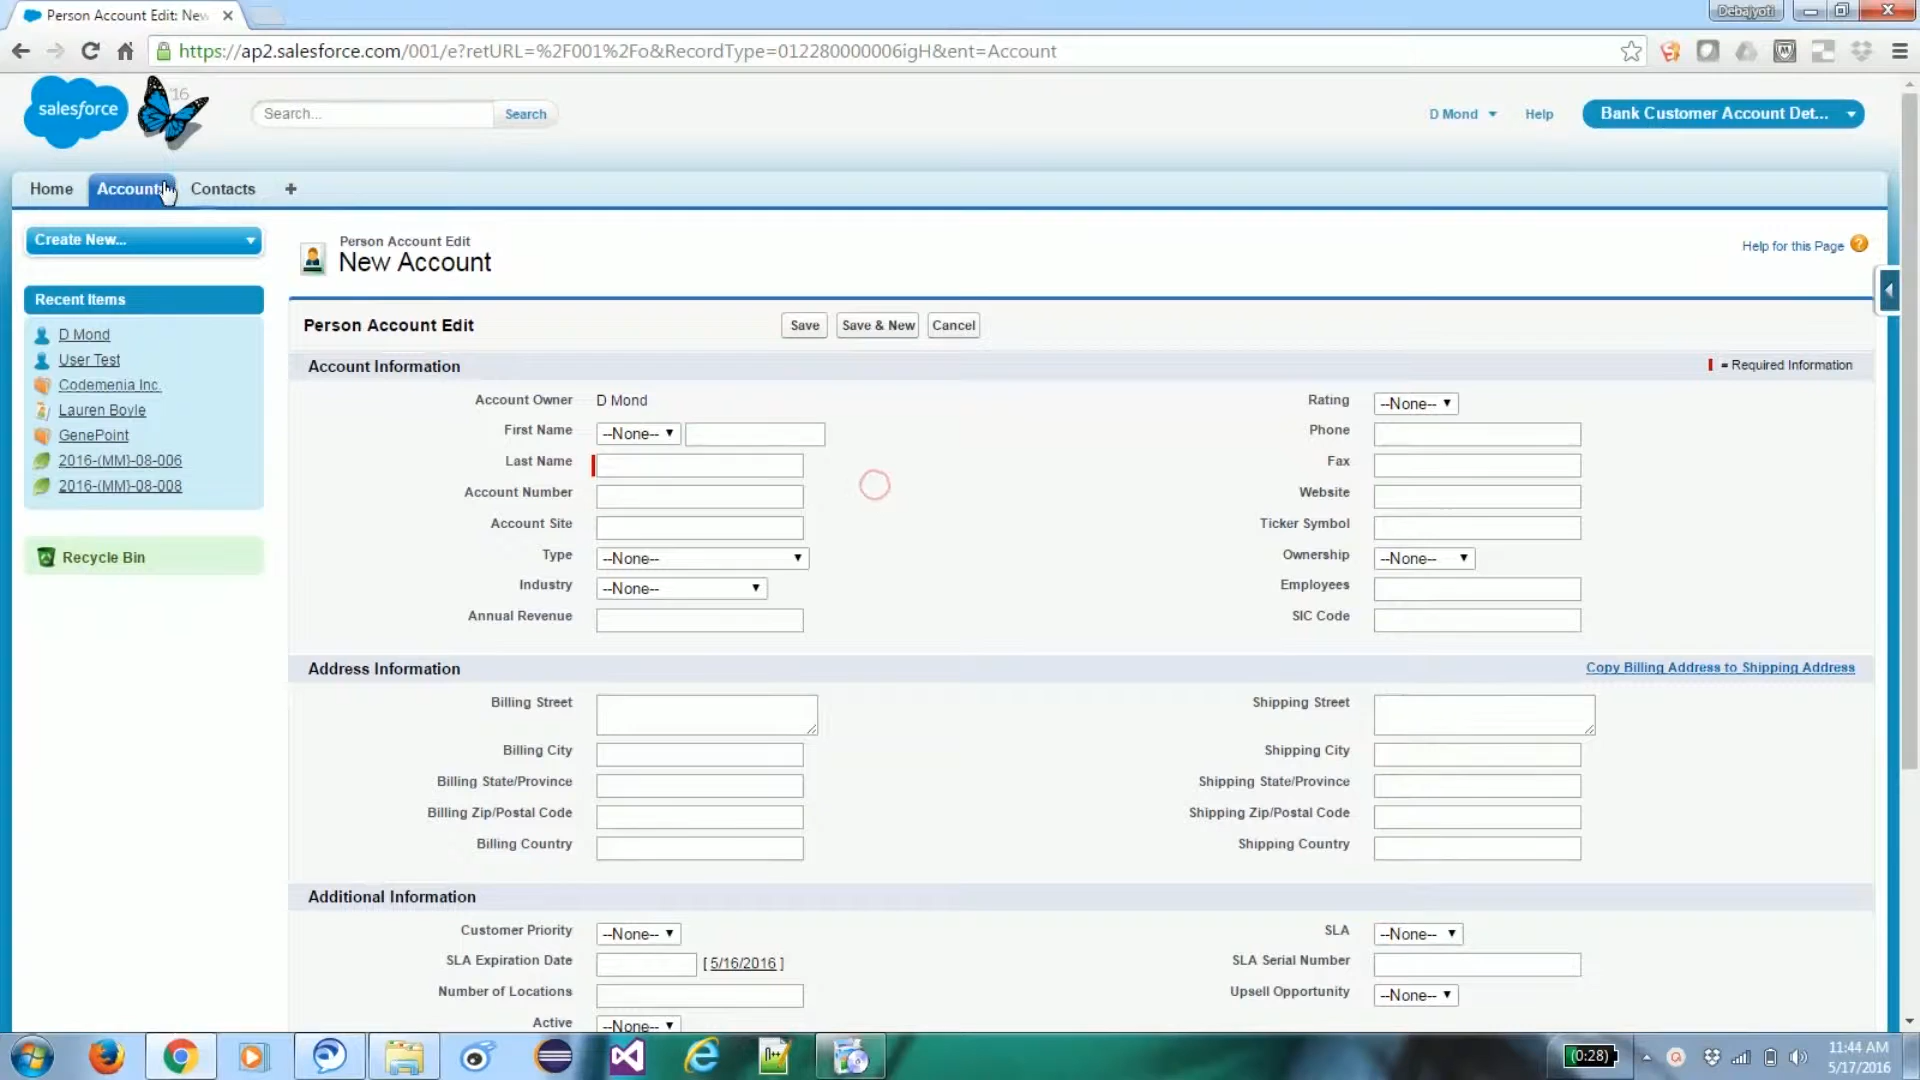 Person Account Edit: New
Debajyoti
https://ap2.salesforce.com/001/e?retURL=%2F001%2Fo&RecordType=012280000006igH&ent=Account
salesforce
'16
Search...
Search
D Mond
Help
Bank Customer Account Det...
Home
Accounts
Contacts
+
Create New...
Recent Items
D Mond
User Test
Codemenia Inc.
Lauren Boyle
GenePoint
2016-(MM)-08-006
2016-(MM)-08-008
Recycle Bin
Person Account Edit
New Account
Help for this Page
Person Account Edit
Save
Save & New
Cancel
Account Information
= Required Information
Account Owner D Mond
Rating --None--
First Name --None--
Phone
Last Name
Fax
Account Number
Website
Account Site
Ticker Symbol
Type --None--
Ownership --None--
Industry --None--
Employees
Annual Revenue
SIC Code
Address Information
Copy Billing Address to Shipping Address
Billing Street
Shipping Street
Billing City
Shipping City
Billing State/Province
Shipping State/Province
Billing Zip/Postal Code
Shipping Zip/Postal Code
Billing Country
Shipping Country
Additional Information
Customer Priority --None--
SLA --None--
SLA Expiration Date [ 5/16/2016 ]
SLA Serial Number
Number of Locations
Upsell Opportunity --None--
Active --None--
(0:28)
11:44 AM
5/17/2016